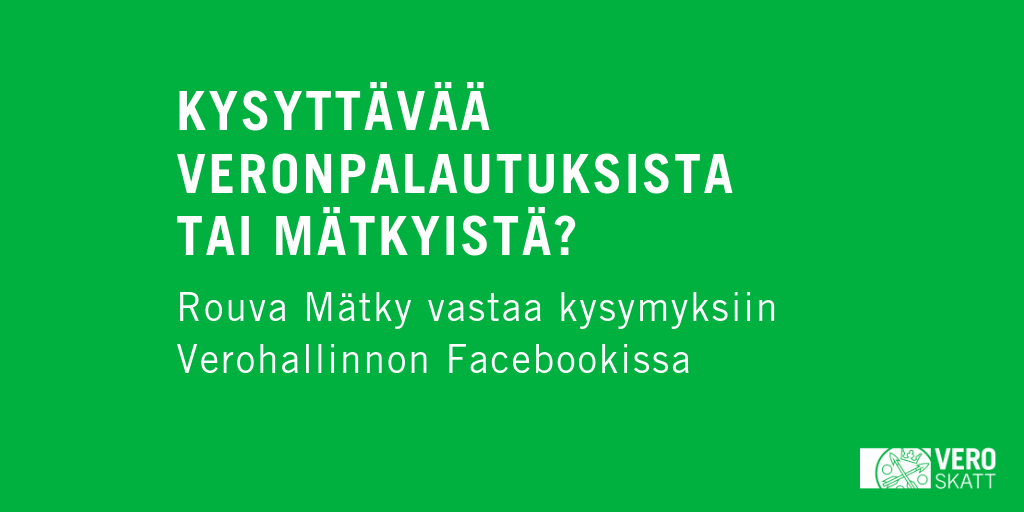 KYSYTTÄVÄÄ
VERONPALAUTUKSISTA
TAI MÄTKYISTÄ?
Rouva Mätky vastaa kysymyksiin
Verohallinnon Facebookissa
VERO
SKATT